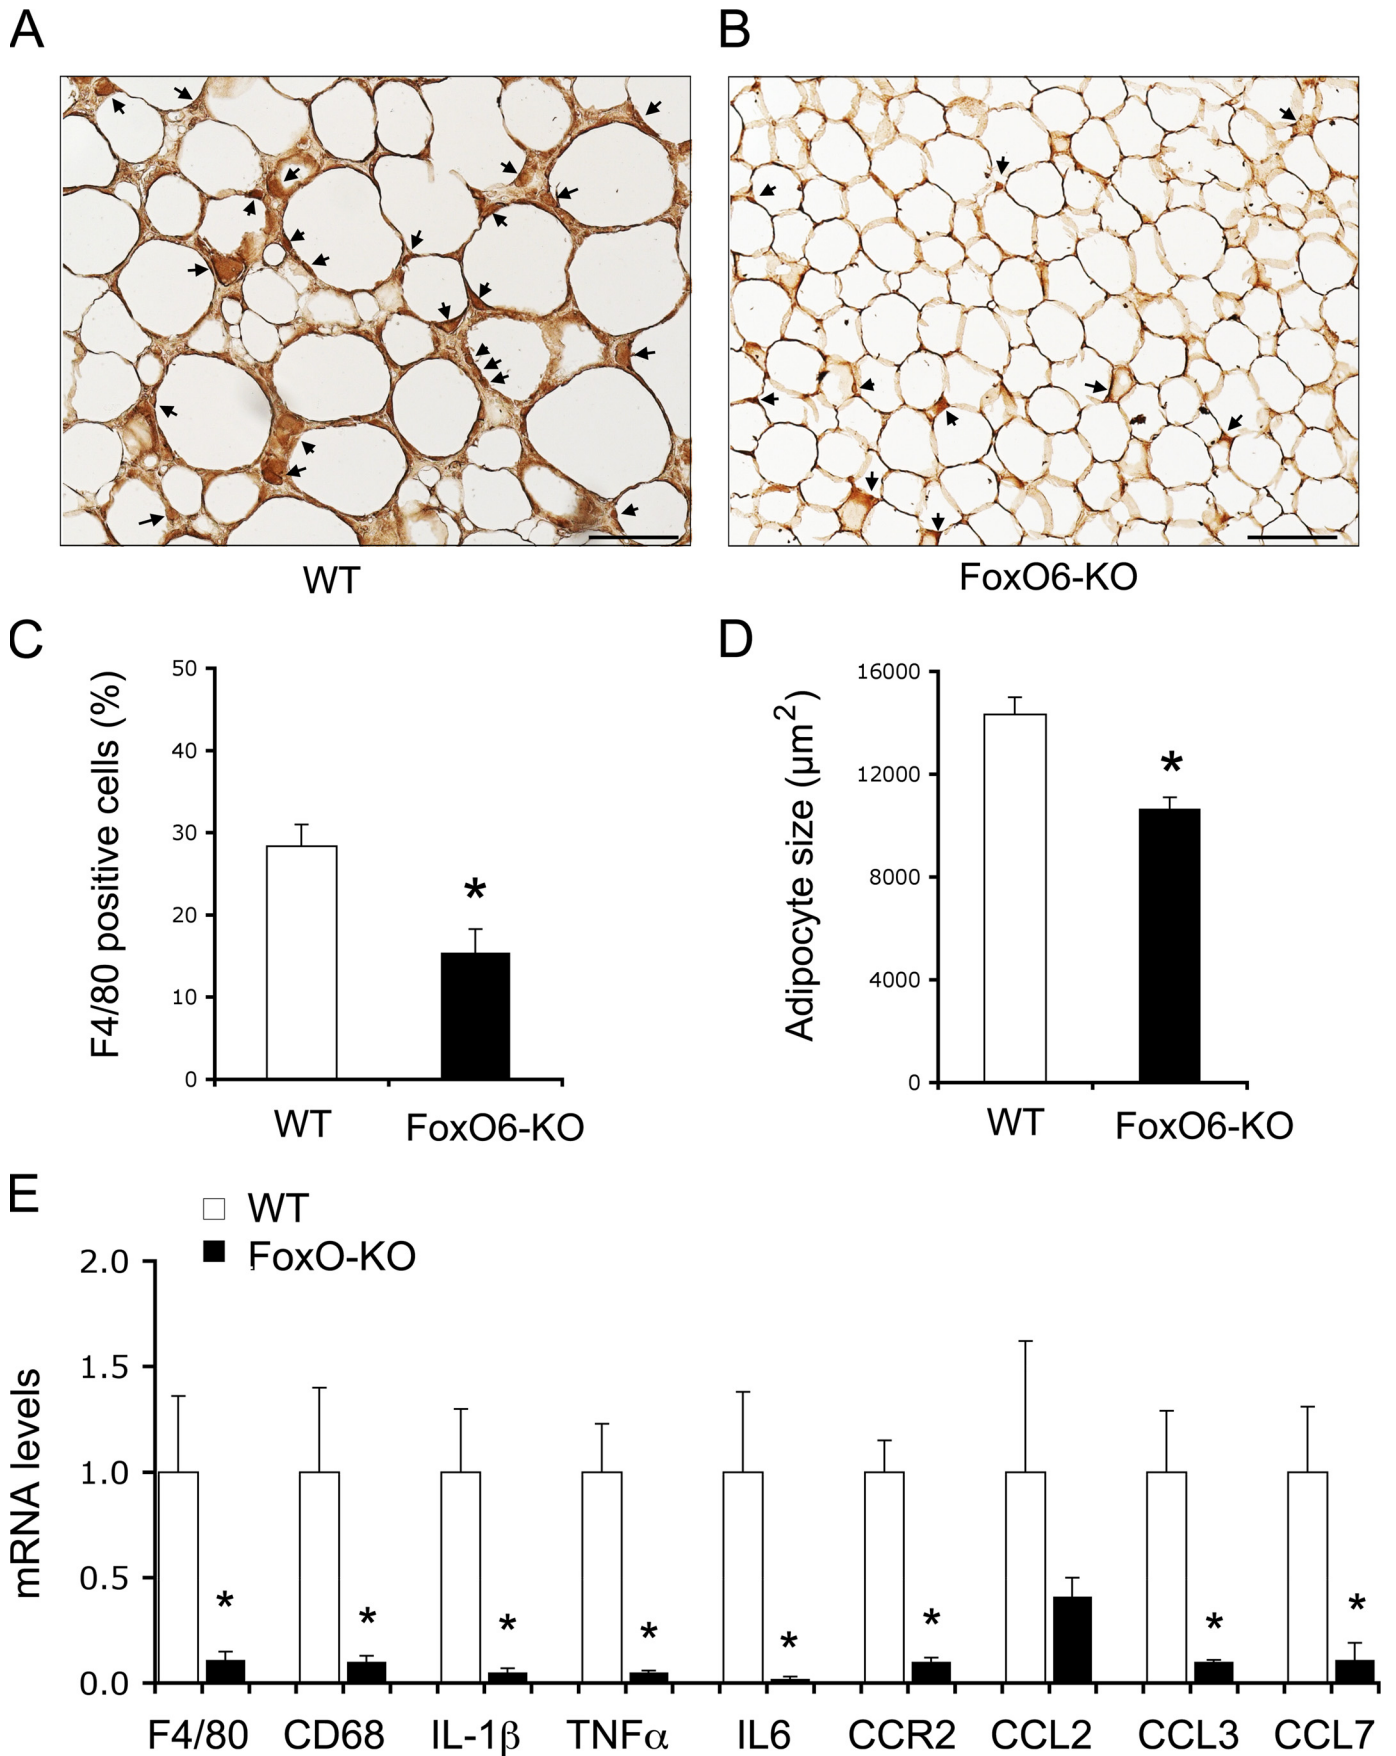 A
B
WT
FoxO6-KO
C
D
F4/80 positive cells (%)
50
40
30
20
10
0
*
WT
FoxO6-KO
Adipocyte size (µm²)
16000
12000
8000
4000
0
*
WT
FoxO6-KO
E
WT
FoxO-KO
mRNA levels
2.0
1.5
1.0
0.5
0.0
* * * * * * * *
F4/80 CD68 IL-1β TNFα IL6 CCR2 CCL2 CCL3 CCL7